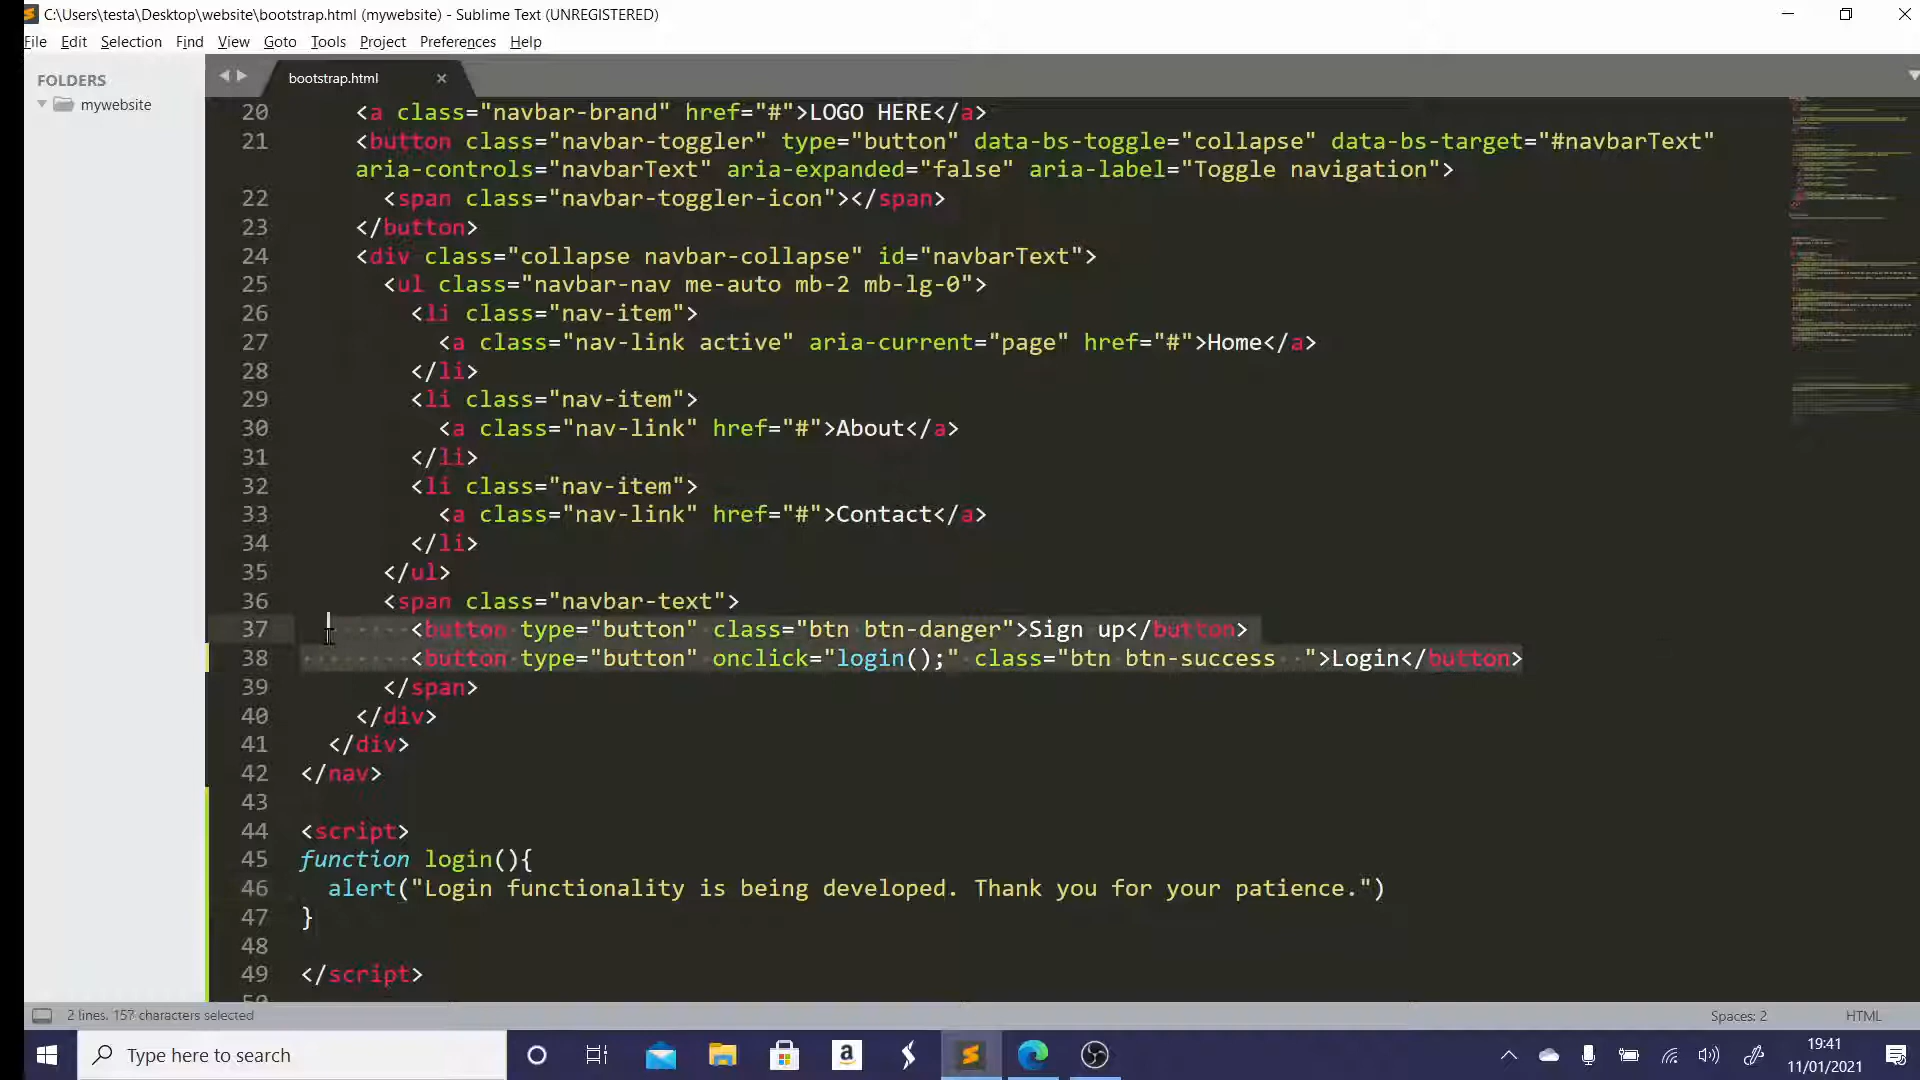 C:\Users\testa\Desktop\website\bootstrap.html (mywebsite) - Sublime Text (UNREGISTERED)
File Edit Selection Find View Goto Tools Project Preferences Help
FOLDERS
mywebsite
bootstrap.html
20 <a class="navbar-brand" href="#">LOGO HERE</a>
21 <button class="navbar-toggler" type="button" data-bs-toggle="collapse" data-bs-target="#navbarText"
aria-controls="navbarText" aria-expanded="false" aria-label="Toggle navigation">
22 <span class="navbar-toggler-icon"></span>
23 </button>
24 <div class="collapse navbar-collapse" id="navbarText">
25 <ul class="navbar-nav me-auto mb-2 mb-lg-0">
26 <li class="nav-item">
27 <a class="nav-link active" aria-current="page" href="#">Home</a>
28 </li>
29 <li class="nav-item">
30 <a class="nav-link" href="#">About</a>
31 </li>
32 <li class="nav-item">
33 <a class="nav-link" href="#">Contact</a>
34 </li>
35 </ul>
36 <span class="navbar-text">
37 <button type="button" class="btn btn-danger">Sign up</button>
38 <button type="button" onclick="login();" class="btn btn-success  ">Login</button>
39 </span>
40 </div>
41 </div>
42 </nav>
43
44 <script>
45 function login(){
46 alert("Login functionality is being developed. Thank you for your patience.")
47 }
48
49 </script>
50
2 lines, 157 characters selected
Spaces: 2
HTML
Type here to search
19:41
11/01/2021